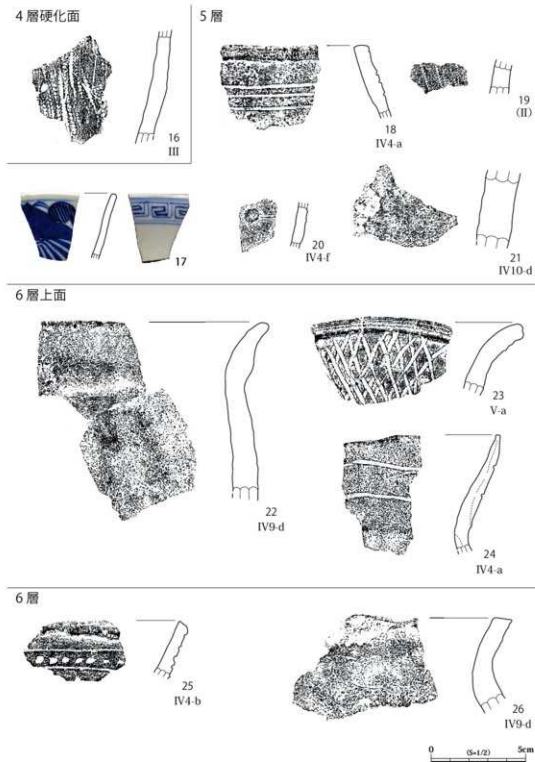 4層硬化面
16
III
17
5層
18
IV4-a
19
(II)
20
IV4-f
21
IV10-d
6層上面
22
IV9-d
23
V-a
24
IV4-a
6層
25
IV4-b
26
IV9-d
0 (S=1/2) 5cm